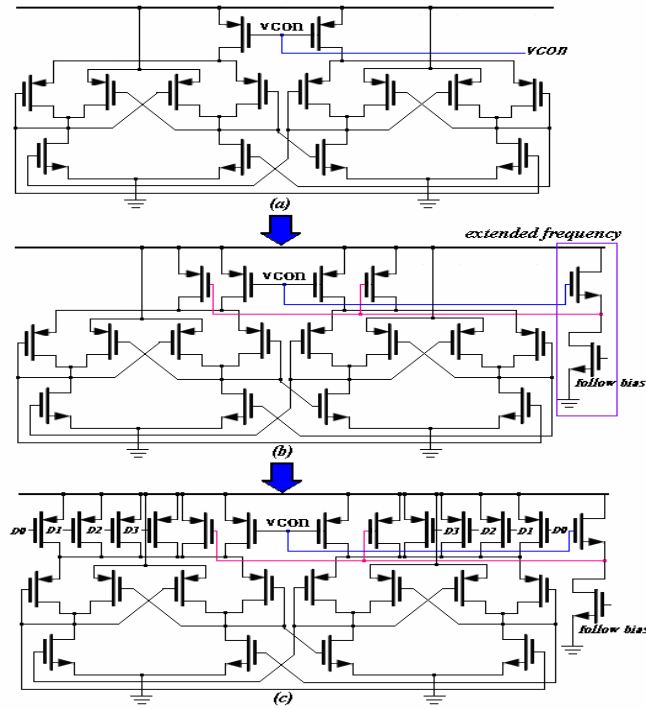 vcon
vcon
(a)
extended frequency
vcon
follow bias
(b)
D0 D1 D2 D3 vcon D3 D2 D1 D0
follow bias
(c)